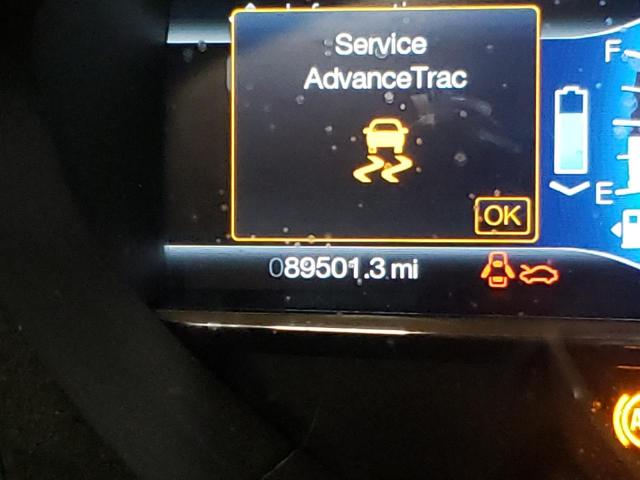 Service
AdvanceTrac
F
OK
E
089501.3 mi